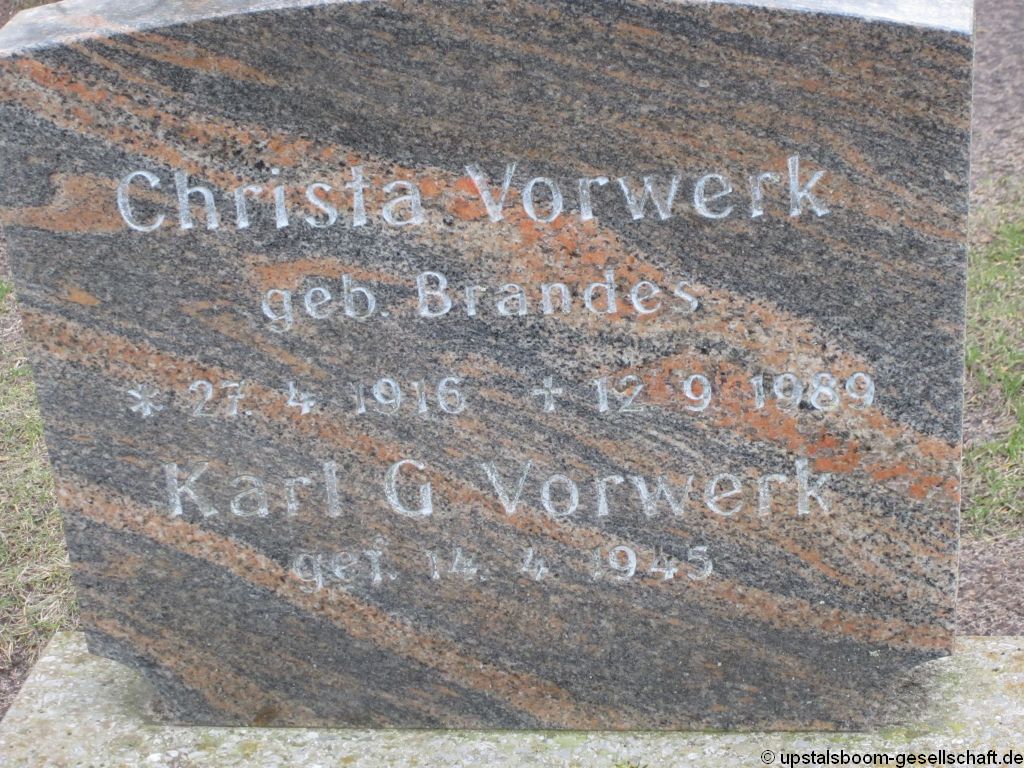 Christa Vorwerk
geb. Brandes
* 27. 4 1916 + 12 9 1989
Karl G Vorwerk
gef. 14. 4 1945
© upstalsboom-gesellschaft.de